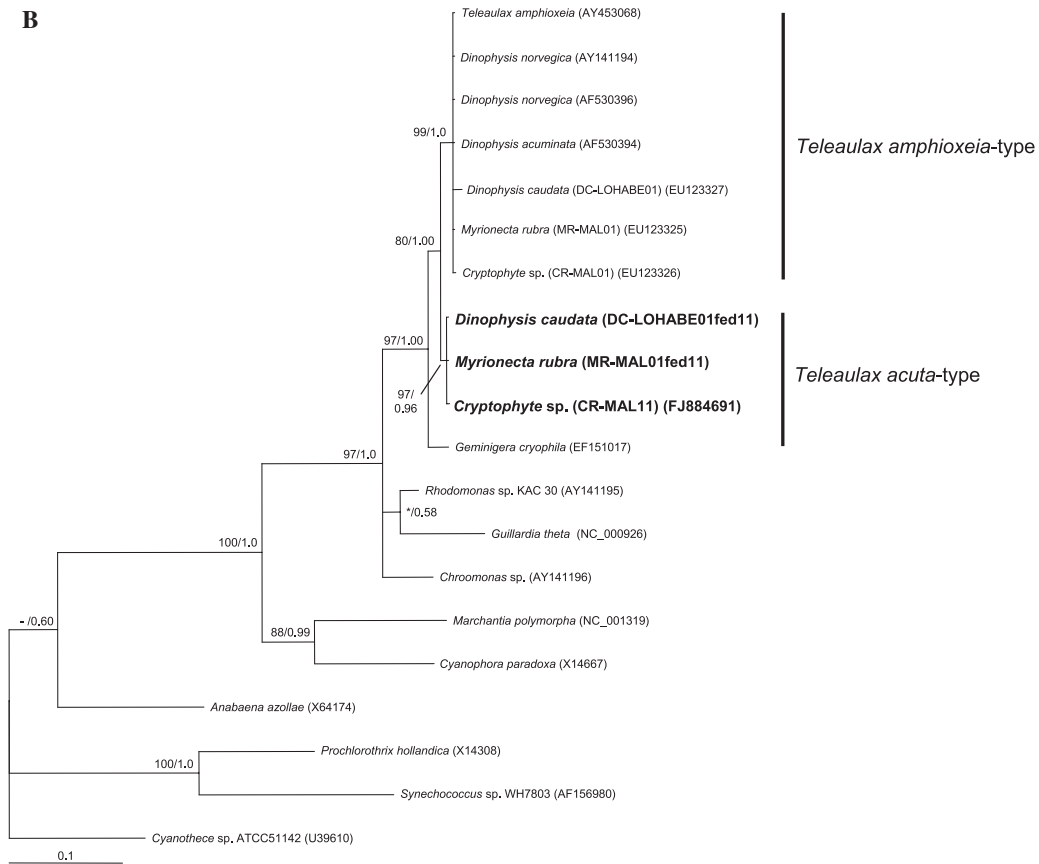 B
Teleaulax amphioxeia (AY453068)
Dinophysis norvegica (AY141194)
Dinophysis norvegica (AF530396)
99/1.0
Dinophysis acuminata (AF530394)
Teleaulax amphioxeia-type
Dinophysis caudata (DC-LOHABE01) (EU123327)
Myrionecta rubra (MR-MAL01) (EU123325)
80/1.00
Cryptophyte sp. (CR-MAL01) (EU123326)
Dinophysis caudata (DC-LOHABE01fed11)
97/1.00
Myrionecta rubra (MR-MAL01fed11)
Teleaulax acuta-type
97/
0.96
Cryptophyte sp. (CR-MAL11) (FJ884691)
Geminigera cryophila (EF151017)
97/1.0
Rhodomonas sp. KAC 30 (AY141195)
*/0.58
Guillardia theta (NC_000926)
100/1.0
Chroomonas sp. (AY141196)
Marchantia polymorpha (NC_001319)
- /0.60
88/0.99
Cyanophora paradoxa (X14667)
Anabaena azollae (X64174)
Prochlorothrix hollandica (X14308)
100/1.0
Synechococcus sp. WH7803 (AF156980)
Cyanothece sp. ATCC51142 (U39610)
0.1